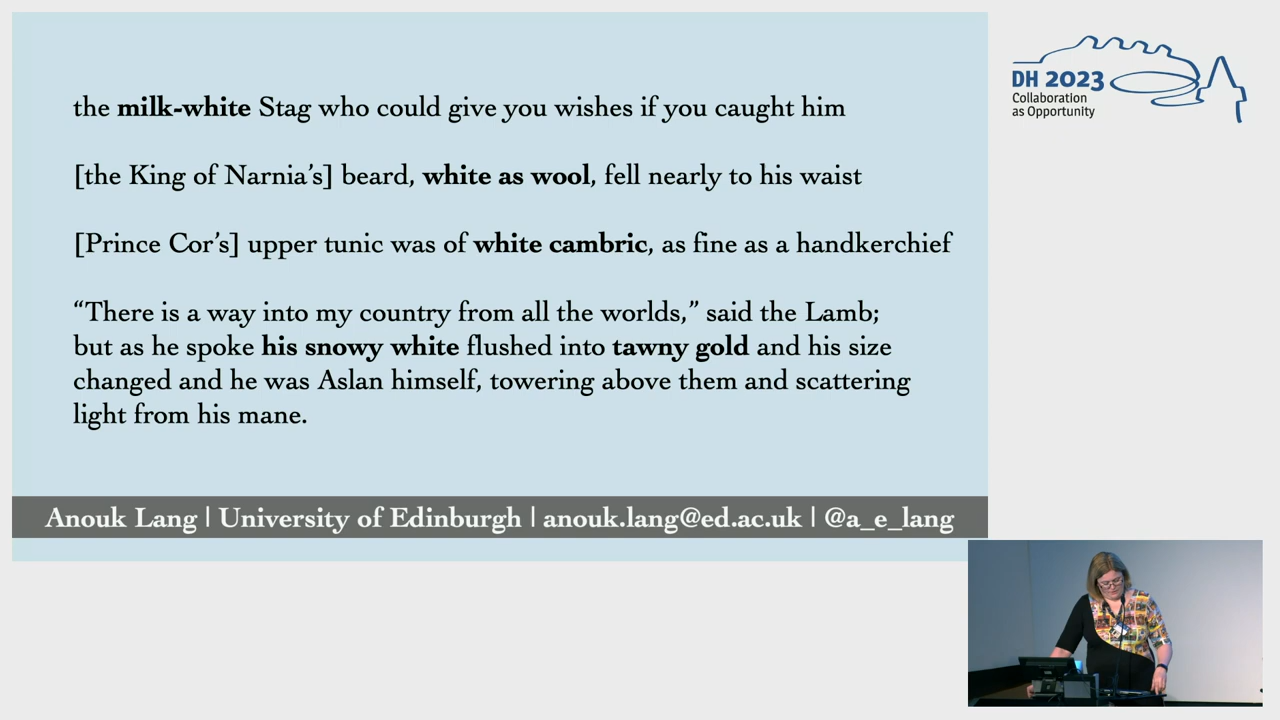 the milk-white Stag who could give you wishes if you caught him
[the King of Narnia’s] beard, white as wool, fell nearly to his waist
[Prince Cor’s] upper tunic was of white cambric, as fine as a handkerchief
“There is a way into my country from all the worlds,” said the Lamb;
but as he spoke his snowy white flushed into tawny gold and his size
changed and he was Aslan himself, towering above them and scattering
light from his mane.
Anouk Lang | University of Edinburgh | anouk.lang@ed.ac.uk | @a_e_lang
DH 2023
Collaboration
as Opportunity